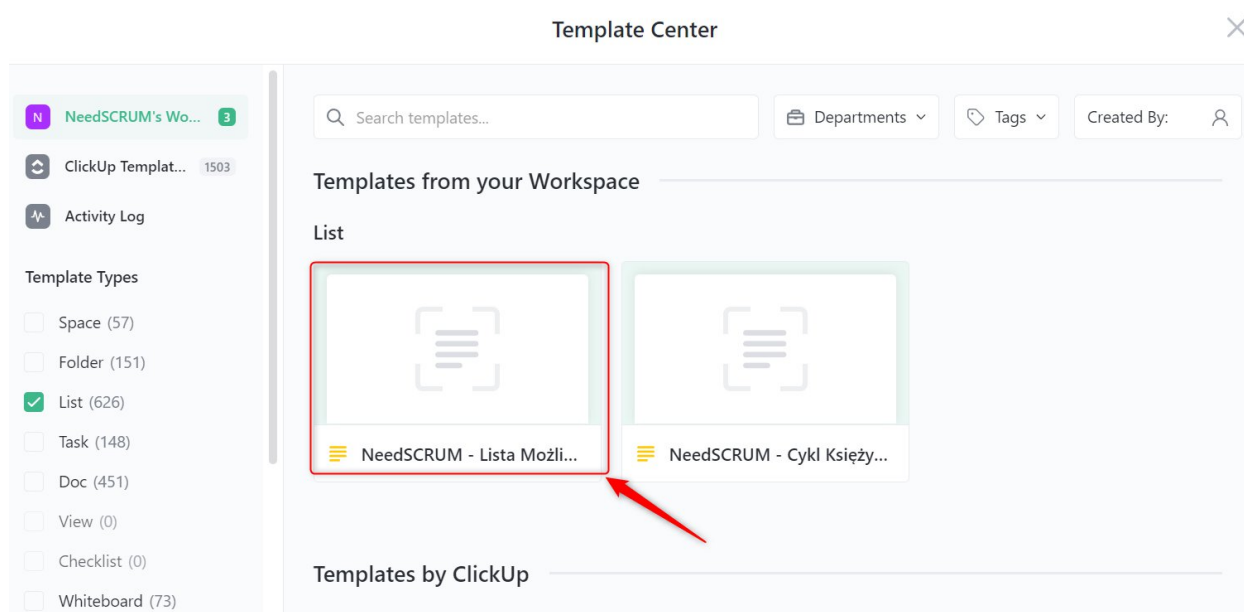 Template Center
N NeedSCRUM's Wo... 3
ClickUp Templat... 1503
Activity Log
Template Types
Space (57)
Folder (151)
List (626)
Task (148)
Doc (451)
View (0)
Checklist (0)
Whiteboard (73)
Search templates...
Departments
Tags
Created By:
Templates from your Workspace
List
NeedSCRUM - Lista Możli...
NeedSCRUM - Cykl Księży...
Templates by ClickUp